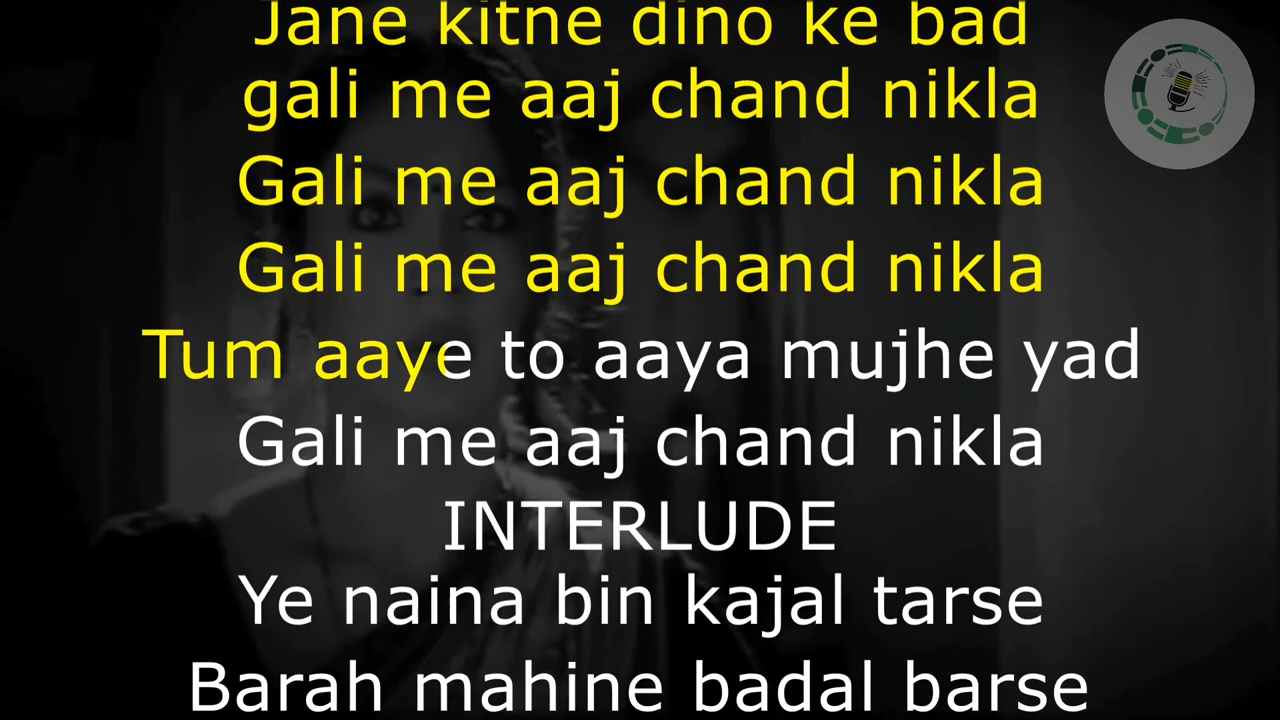 Jane kitne dino ke bad
gali me aaj chand nikla
Gali me aaj chand nikla
Gali me aaj chand nikla
Tum aaye to aaya mujhe yad
Gali me aaj chand nikla
INTERLUDE
Ye naina bin kajal tarse
Barah mahine badal barse